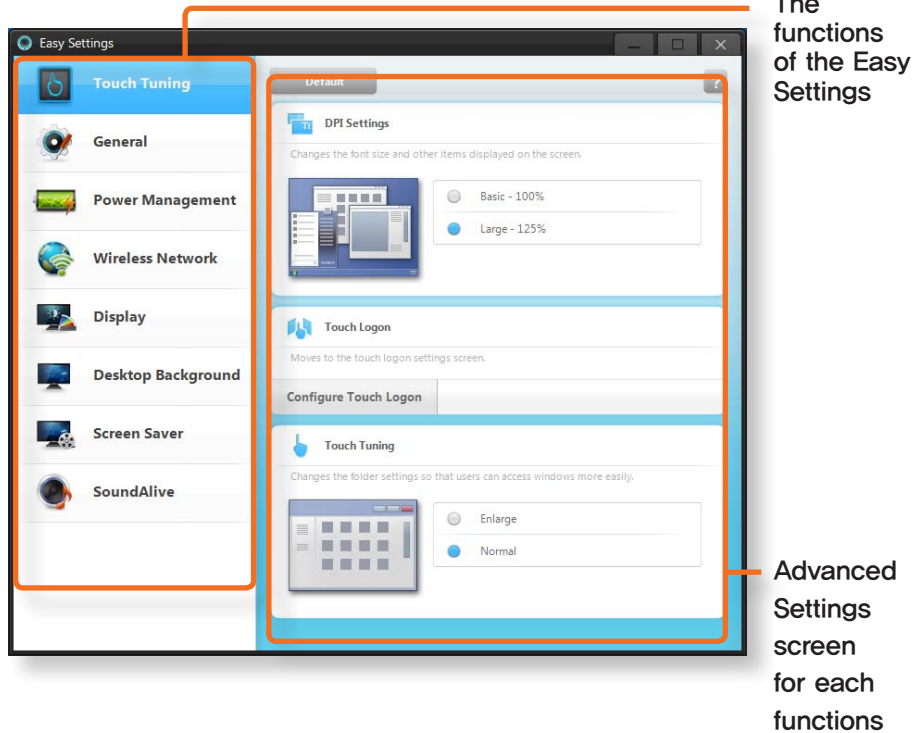 The
functions
of the Easy
Settings
Easy Settings
Touch Tuning
General
Power Management
Wireless Network
Display
Desktop Background
Screen Saver
SoundAlive
Default
?
DPI Settings
Changes the font size and other items displayed on the screen.
Basic - 100%
Large - 125%
Touch Logon
Moves to the touch logon settings screen.
Configure Touch Logon
Touch Tuning
Changes the folder settings so that users can access windows more easily.
Enlarge
Normal
Advanced
Settings
screen
for each
functions